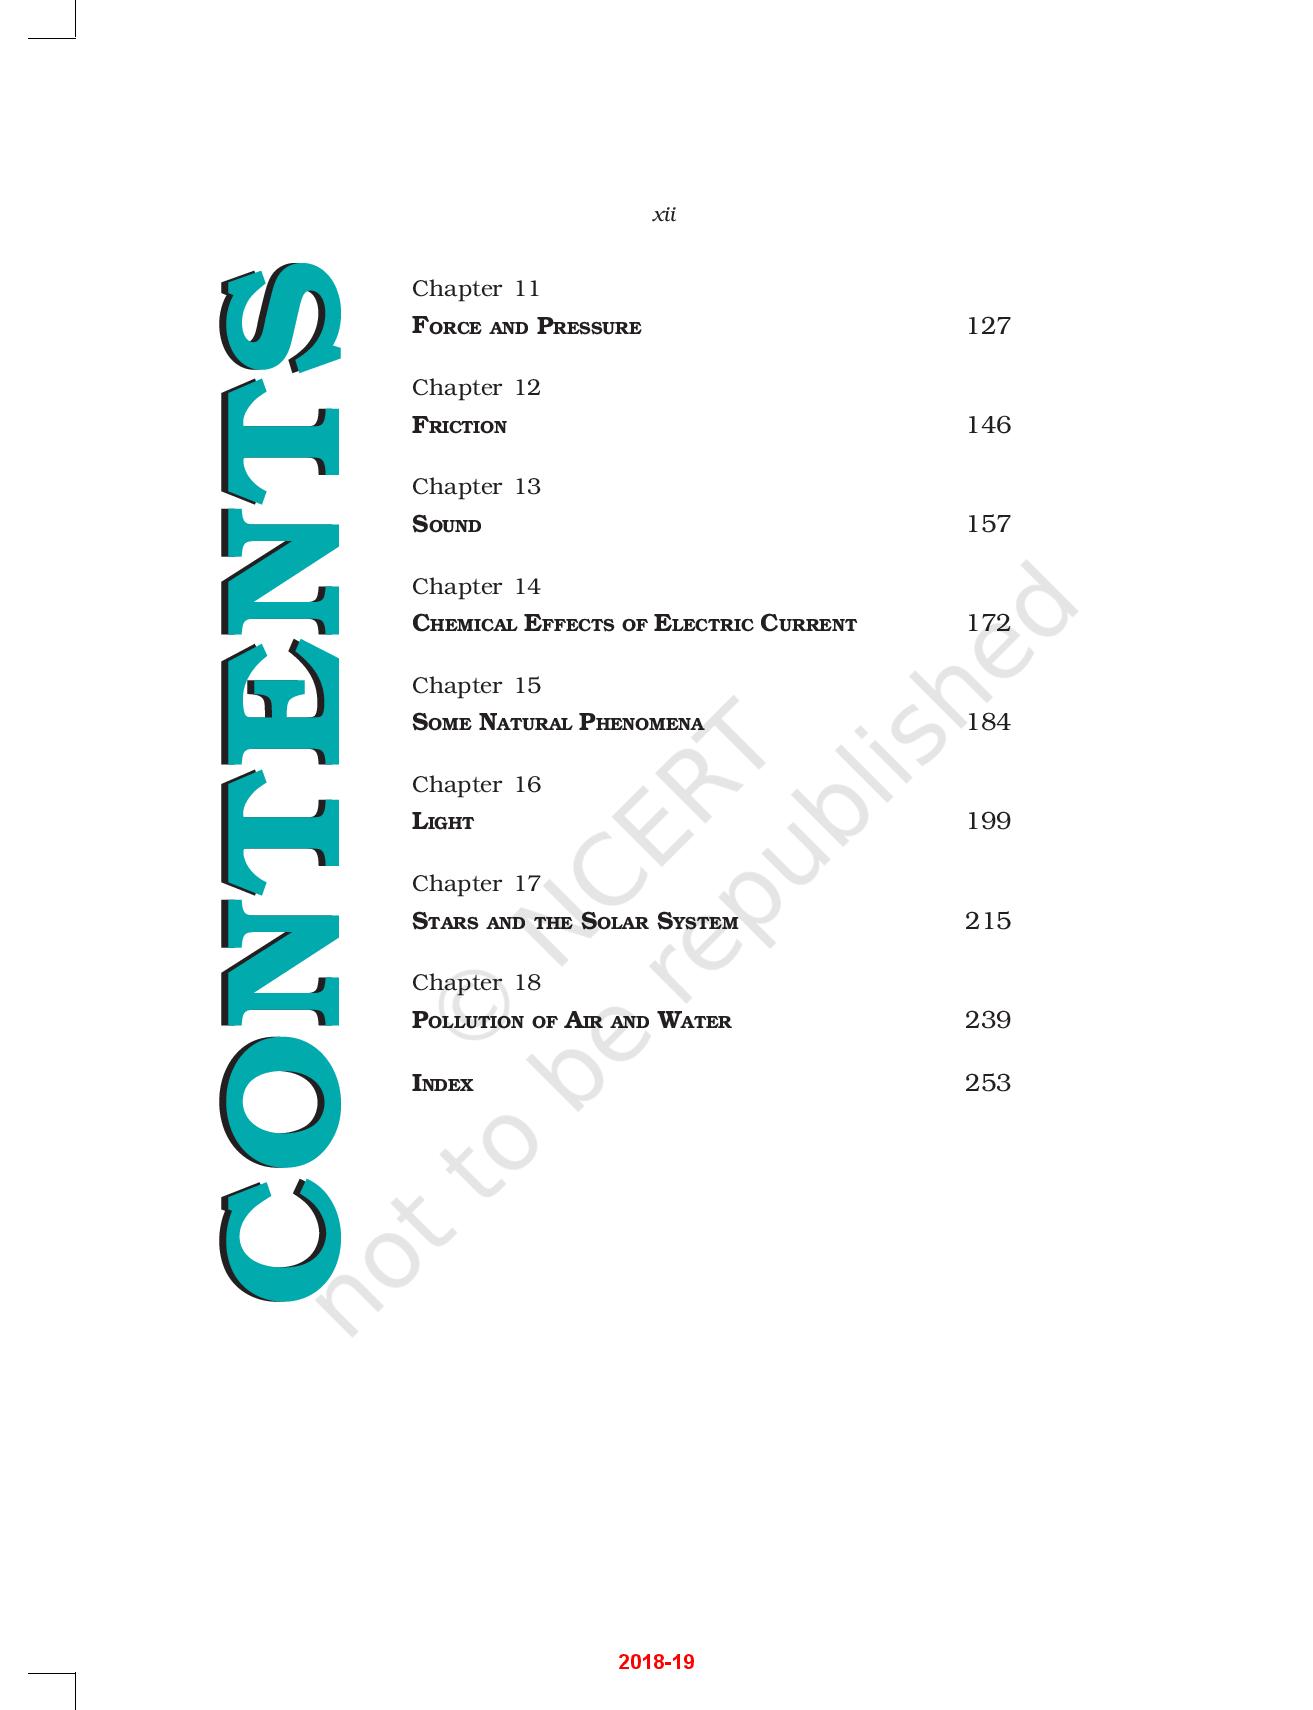 xii
CONTENTS
Chapter 11
FORCE AND PRESSURE 127
Chapter 12
FRICTION 146
Chapter 13
SOUND 157
Chapter 14
CHEMICAL EFFECTS OF ELECTRIC CURRENT 172
Chapter 15
SOME NATURAL PHENOMENA 184
Chapter 16
LIGHT 199
Chapter 17
STARS AND THE SOLAR SYSTEM 215
Chapter 18
POLLUTION OF AIR AND WATER 239
INDEX 253
© NCERT
not to be republished
2018-19